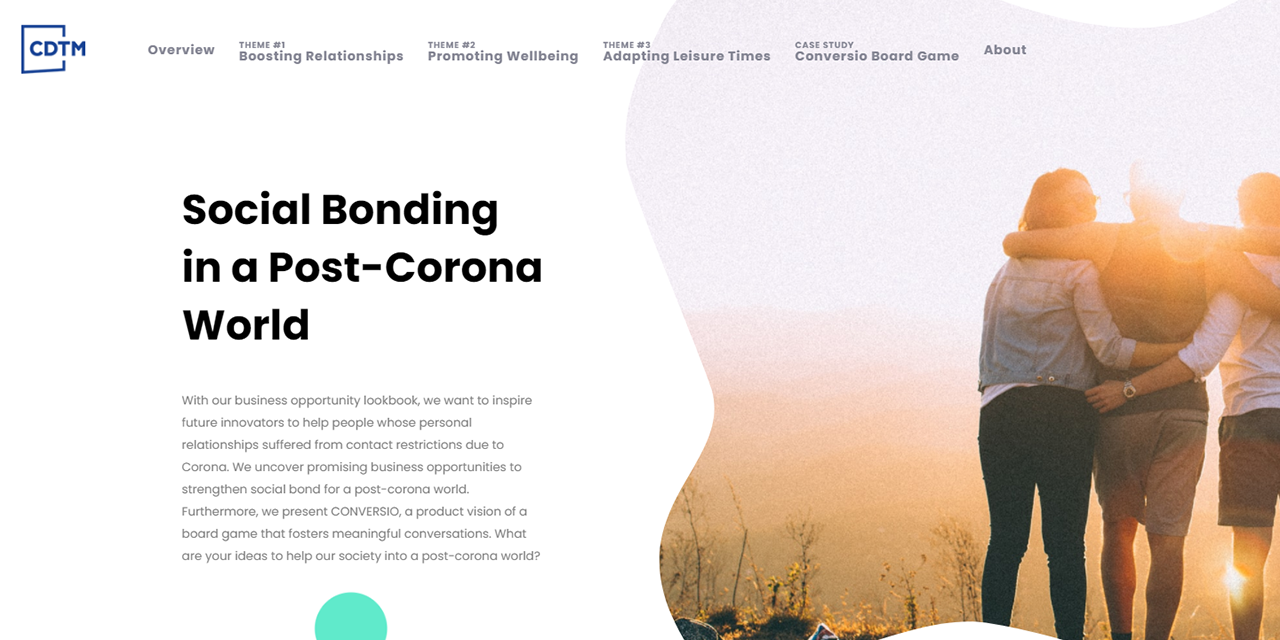 CDTM
Overview
THEME #1
Boosting Relationships
THEME #2
Promoting Wellbeing
THEME #3
Adapting Leisure Times
CASE STUDY
Conversio Board Game
About
Social Bonding
in a Post-Corona
World
With our business opportunity lookbook, we want to inspire
future innovators to help people whose personal
relationships suffered from contact restrictions due to
Corona. We uncover promising business opportunities to
strengthen social bond for a post-corona world.
Furthermore, we present CONVERSIO, a product vision of a
board game that fosters meaningful conversations. What
are your ideas to help our society into a post-corona world?